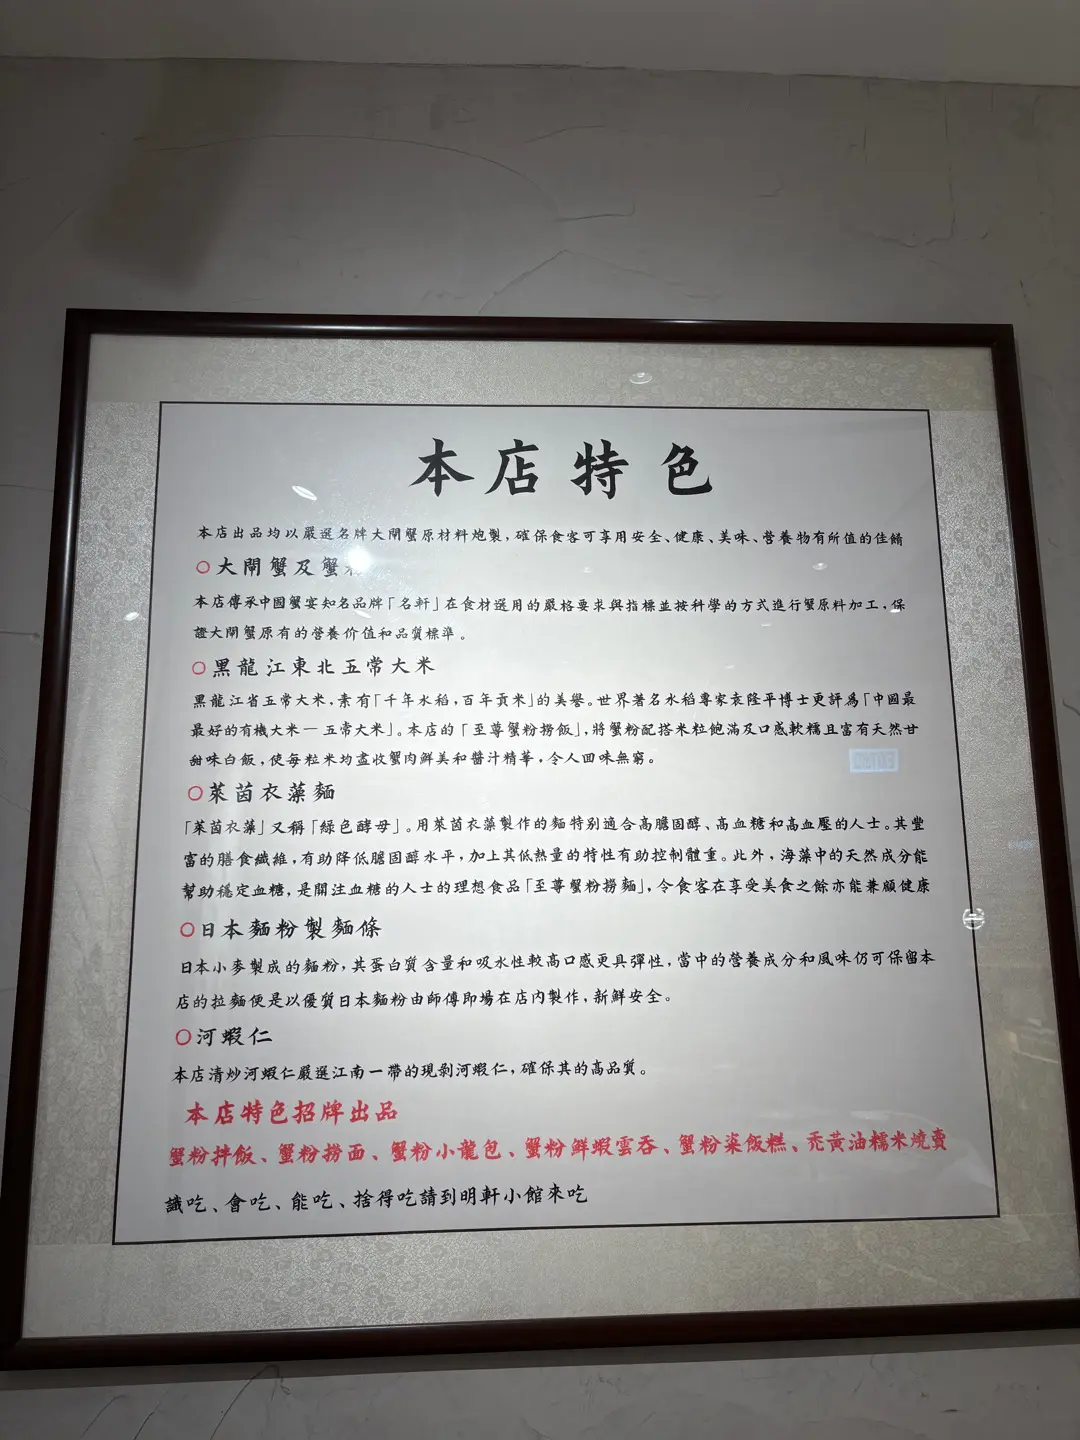 本店特色
本店出品均以嚴選名牌大閘蟹原材料炮製,確保食客可享用安全、健康、美味、營養物有所值的佳餚
○大閘蟹及蟹
本店傳承中國蟹宴知名品牌「名軒」在食材選用的嚴格要求與指標並按科學的方式進行蟹原料加工,保
證大閘蟹原有的營養价值和品質標準。
○黑龍江東北五常大米
黑龍江省五常大米,素有「千年水稻,百年貢米」的美譽。世界著名水稻專家袁隆平博士更評為「中國最
最好的有機大米一五常大米」。本店的「至尊蟹粉撈飯」,將蟹粉配搭米粒飽滿及口感軟糯且富有天然甘
甜味白飯,使每粒米均盡收蟹肉鮮美和醬汁精華,令人回味無窮。
○萊茵衣藻麵
「萊茵衣藻」又稱「綠色酵母」。用萊茵衣藻製作的麵特別適合高膽固醇、高血糖和高血壓的人士。其豐
富的膳食纖維,有助降低膽固醇水平,加上其低熱量的特性有助控制體重。此外,海藻中的天然成分能
幫助穩定血糖,是關注血糖的人士的理想食品「至尊蟹粉撈麵」,令食客在享受美食之餘亦能兼顧健康
○日本麵粉製麵條
日本小麥製成的麵粉,其蛋白質含量和吸水性較高口感更具彈性,當中的營養成分和風味仍可保留本
店的拉麵便是以優質日本麵粉由師傅即場在店內製作,新鮮安全。
○河蝦仁
本店清炒河蝦仁嚴選江南一帶的現剝河蝦仁,確保其的高品質。
本店特色招牌出品
蟹粉拌飯、蟹粉撈面、蟹粉小龍包、蟹粉鮮蝦雲吞、蟹粉粢飯糕、禿黃油糯米燒賣
識吃、會吃、能吃、捨得吃請到明軒小館來吃